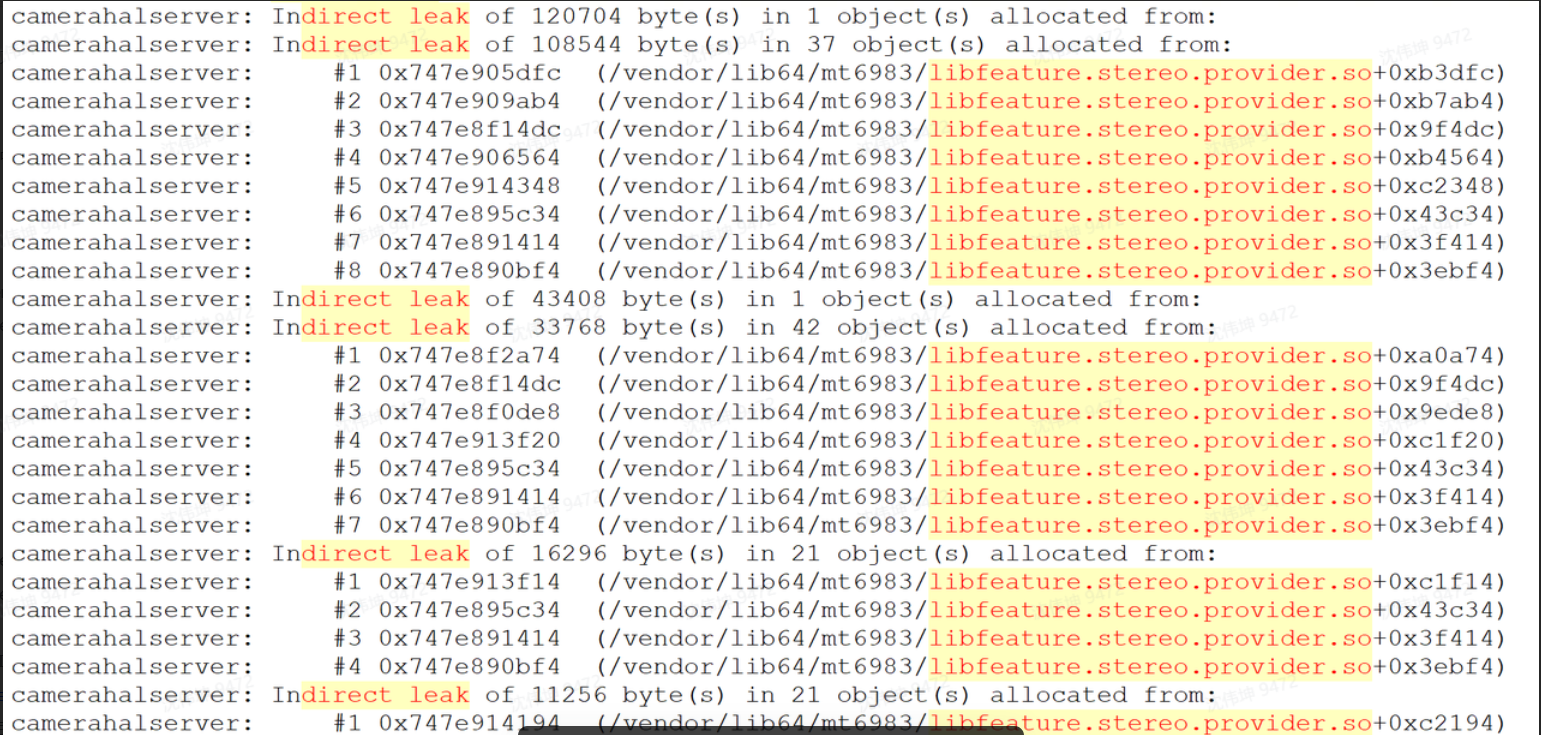 camerahalserver: Indirect leak of 120704 byte(s) in 1 object(s) allocated from:
camerahalserver: Indirect leak of 108544 byte(s) in 37 object(s) allocated from:
camerahalserver: #1 0x747e905dfc (/vendor/lib64/mt6983/libfeature.stereo.provider.so+0xb3dfc)
camerahalserver: #2 0x747e909ab4 (/vendor/lib64/mt6983/libfeature.stereo.provider.so+0xb7ab4)
camerahalserver: #3 0x747e8f14dc (/vendor/lib64/mt6983/libfeature.stereo.provider.so+0x9f4dc)
camerahalserver: #4 0x747e906564 (/vendor/lib64/mt6983/libfeature.stereo.provider.so+0xb4564)
camerahalserver: #5 0x747e914348 (/vendor/lib64/mt6983/libfeature.stereo.provider.so+0xc2348)
camerahalserver: #6 0x747e895c34 (/vendor/lib64/mt6983/libfeature.stereo.provider.so+0x43c34)
camerahalserver: #7 0x747e891414 (/vendor/lib64/mt6983/libfeature.stereo.provider.so+0x3f414)
camerahalserver: #8 0x747e890bf4 (/vendor/lib64/mt6983/libfeature.stereo.provider.so+0x3ebf4)
camerahalserver: Indirect leak of 43408 byte(s) in 1 object(s) allocated from:
camerahalserver: Indirect leak of 33768 byte(s) in 42 object(s) allocated from:
camerahalserver: #1 0x747e8f2a74 (/vendor/lib64/mt6983/libfeature.stereo.provider.so+0xa0a74)
camerahalserver: #2 0x747e8f14dc (/vendor/lib64/mt6983/libfeature.stereo.provider.so+0x9f4dc)
camerahalserver: #3 0x747e8f0de8 (/vendor/lib64/mt6983/libfeature.stereo.provider.so+0x9ede8)
camerahalserver: #4 0x747e913f20 (/vendor/lib64/mt6983/libfeature.stereo.provider.so+0xc1f20)
camerahalserver: #5 0x747e895c34 (/vendor/lib64/mt6983/libfeature.stereo.provider.so+0x43c34)
camerahalserver: #6 0x747e891414 (/vendor/lib64/mt6983/libfeature.stereo.provider.so+0x3f414)
camerahalserver: #7 0x747e890bf4 (/vendor/lib64/mt6983/libfeature.stereo.provider.so+0x3ebf4)
camerahalserver: Indirect leak of 16296 byte(s) in 21 object(s) allocated from:
camerahalserver: #1 0x747e913f14 (/vendor/lib64/mt6983/libfeature.stereo.provider.so+0xc1f14)
camerahalserver: #2 0x747e895c34 (/vendor/lib64/mt6983/libfeature.stereo.provider.so+0x43c34)
camerahalserver: #3 0x747e891414 (/vendor/lib64/mt6983/libfeature.stereo.provider.so+0x3f414)
camerahalserver: #4 0x747e890bf4 (/vendor/lib64/mt6983/libfeature.stereo.provider.so+0x3ebf4)
camerahalserver: Indirect leak of 11256 byte(s) in 21 object(s) allocated from:
camerahalserver: #1 0x747e914194 (/vendor/lib64/mt6983/libfeature.stereo.provider.so+0xc2194)
沈伟坤 9472